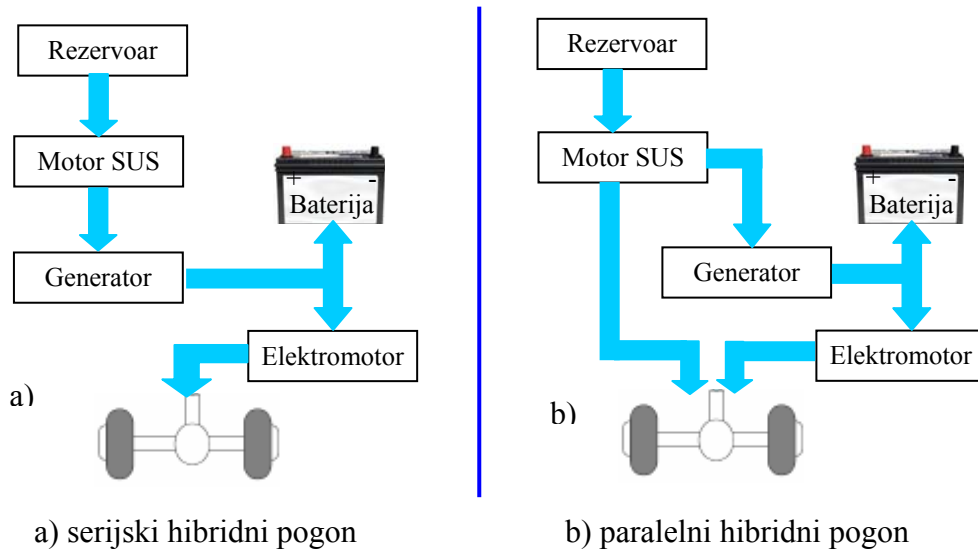 Rezervoar
Motor SUS
+ -
Baterija
Generator
Elektromotor
a)
a) serijski hibridni pogon
Rezervoar
Motor SUS
+ -
Baterija
Generator
Elektromotor
b)
b) paralelni hibridni pogon